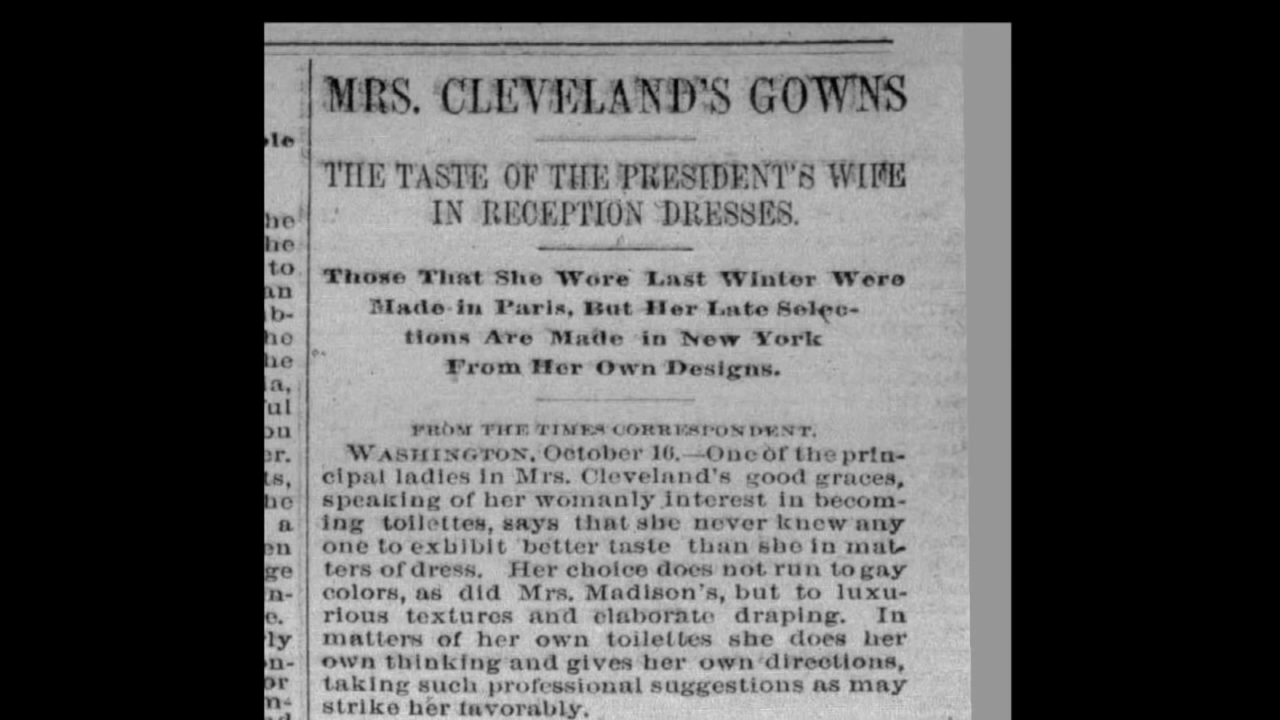 MRS. CLEVELAND'S GOWNS
THE TASTE OF THE PRESIDENT'S WIFE
IN RECEPTION DRESSES.
Those That She Wore Last Winter Were
Made in Paris, But Her Late Selec-
tions Are Made in New York
From Her Own Designs.
FROM THE TIMES CORRESPONDENT.
WASHINGTON, October 16.—One of the prin-
cipal ladies in Mrs. Cleveland's good graces,
speaking of her womanly interest in becom-
ing toilettes, says that she never knew any
one to exhibit better taste than she in mat-
ters of dress. Her choice does not run to gay
colors, as did Mrs. Madison's, but to luxu-
rious textures and elaborate draping. In
matters of her own toilettes she does her
own thinking and gives her own directions,
taking such professional suggestions as may
strike her favorably.